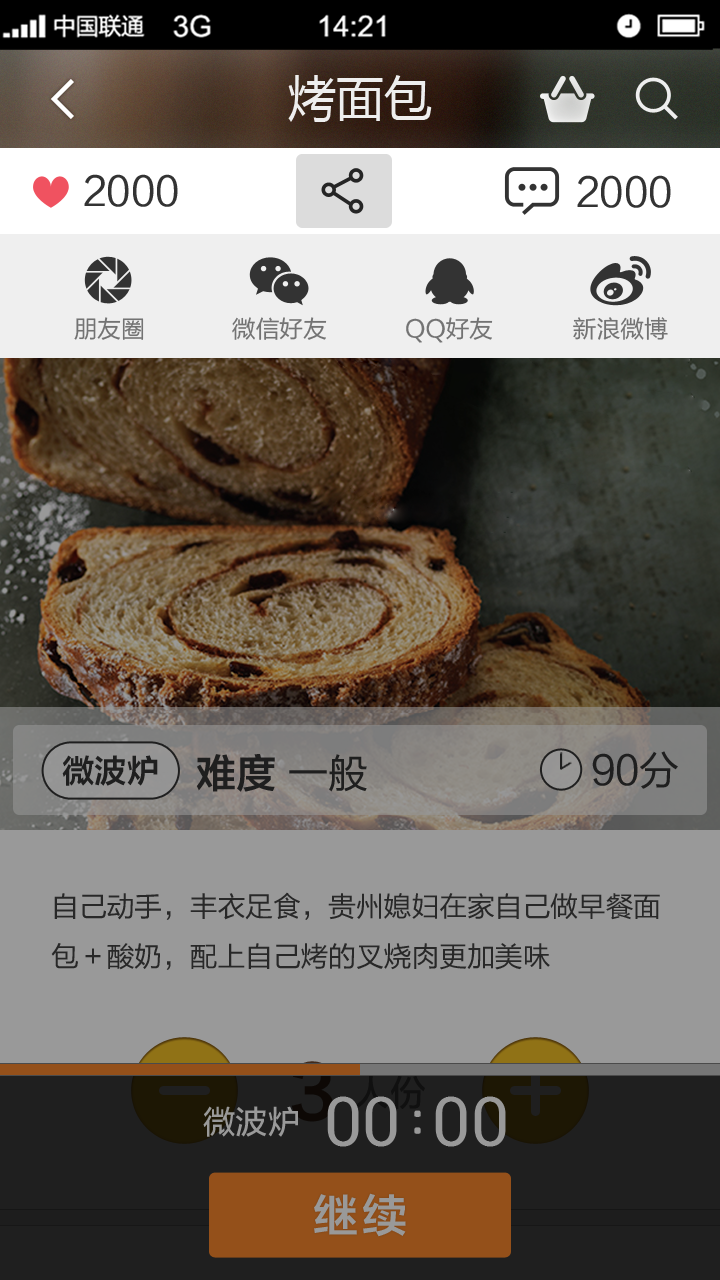 中国联通 3G 14:21
烤面包
2000 2000
朋友圈 微信好友 QQ好友 新浪微博
微波炉 难度 一般 90分
自己动手，丰衣足食，贵州媳妇在家自己做早餐面
包＋酸奶，配上自己烤的叉烧肉更加美味
3 人份
微波炉 00:00
继续